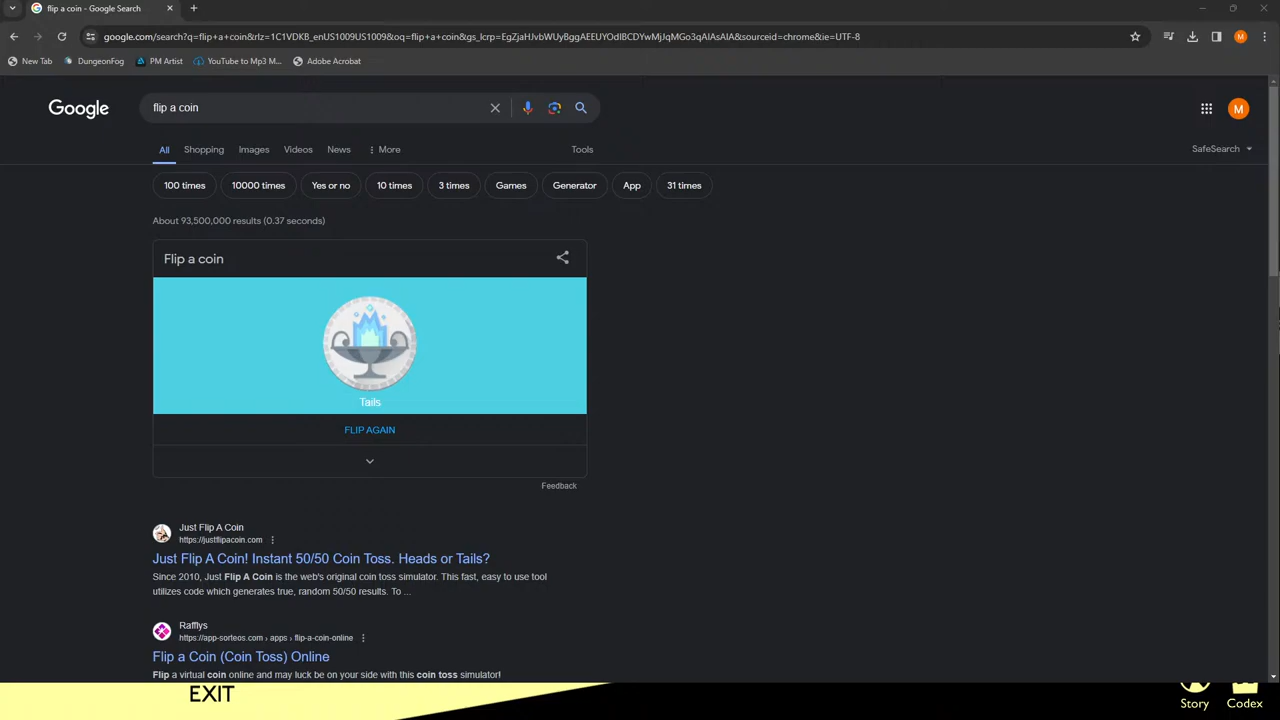 flip a coin - Google Search
google.com/search?q=flip+a+coin&rlz=1C1VDKB_enUS1009US1009&oq=flip+a+coin&gs_lcrp=EgZjaHJvbWUyBggAEEUYOdIBCDYwMjJqMGo3qAIAsAIA&sourceid=chrome&ie=UTF-8
New Tab
DungeonFog
PM Artist
YouTube to Mp3 M...
Adobe Acrobat
Google
flip a coin
M
All
Shopping
Images
Videos
News
More
Tools
SafeSearch
100 times
10000 times
Yes or no
10 times
3 times
Games
Generator
App
31 times
About 93,500,000 results (0.37 seconds)
Flip a coin
Tails
FLIP AGAIN
Feedback
Just Flip A Coin
https://justflipacoin.com
Just Flip A Coin! Instant 50/50 Coin Toss. Heads or Tails?
Since 2010, Just Flip A Coin is the web's original coin toss simulator. This fast, easy to use tool
utilizes code which generates true, random 50/50 results. To ...
Rafflys
https://app-sorteos.com › apps › flip-a-coin-online
Flip a Coin (Coin Toss) Online
Flip a virtual coin online and may luck be on your side with this coin toss simulator!
EXIT
Story
Codex